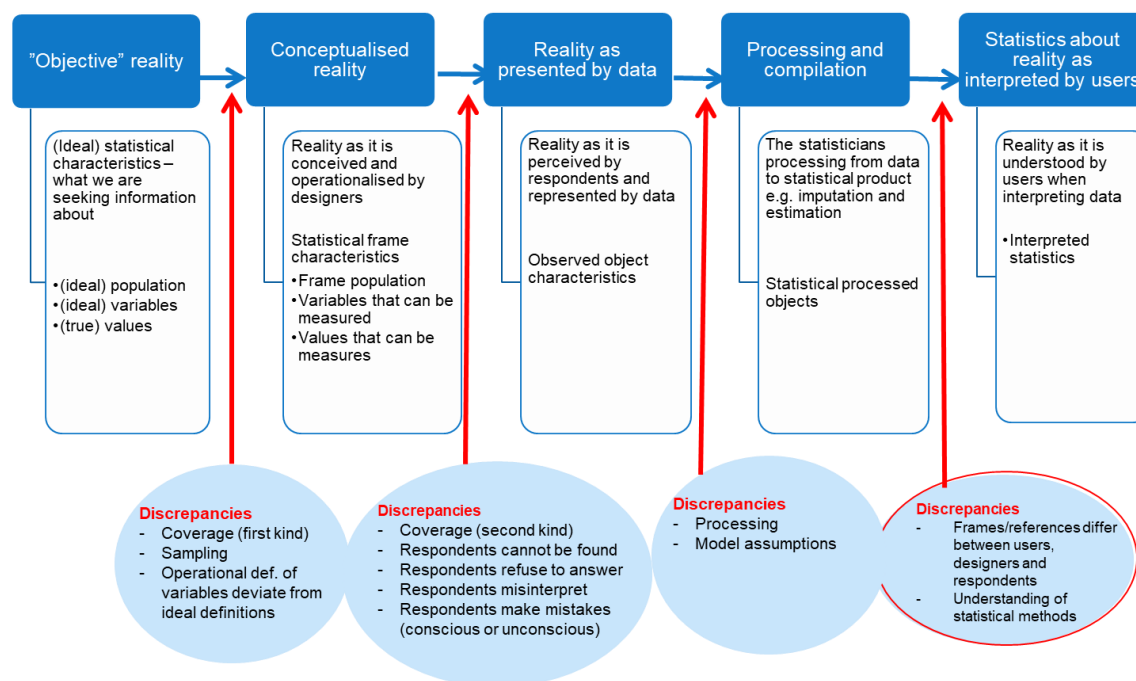 ”Objective” reality
Conceptualised
reality
Reality as
presented by data
Processing and
compilation
Statistics about
reality as
interpreted by users
(Ideal) statistical
characteristics –
what we are
seeking information
about
•(ideal) population
•(ideal) variables
•(true) values
Reality as it is
conceived and
operationalised by
designers
Statistical frame
characteristics
•Frame population
•Variables that can be
measured
•Values that can be
measures
Reality as it is
perceived by
respondents and
represented by data
Observed object
characteristics
The statisticians
processing from data
to statistical product
e.g. imputation and
estimation
Statistical processed
objects
Reality as it is
understood by
users when
interpreting data
•Interpreted
statistics
Discrepancies
- Coverage (first kind)
- Sampling
- Operational def. of
variables deviate from
ideal definitions
Discrepancies
- Coverage (second kind)
- Respondents cannot be found
- Respondents refuse to answer
- Respondents misinterpret
- Respondents make mistakes
(conscious or unconscious)
Discrepancies
- Processing
- Model assumptions
Discrepancies
- Frames/references differ
between users,
designers and
respondents
- Understanding of
statistical methods